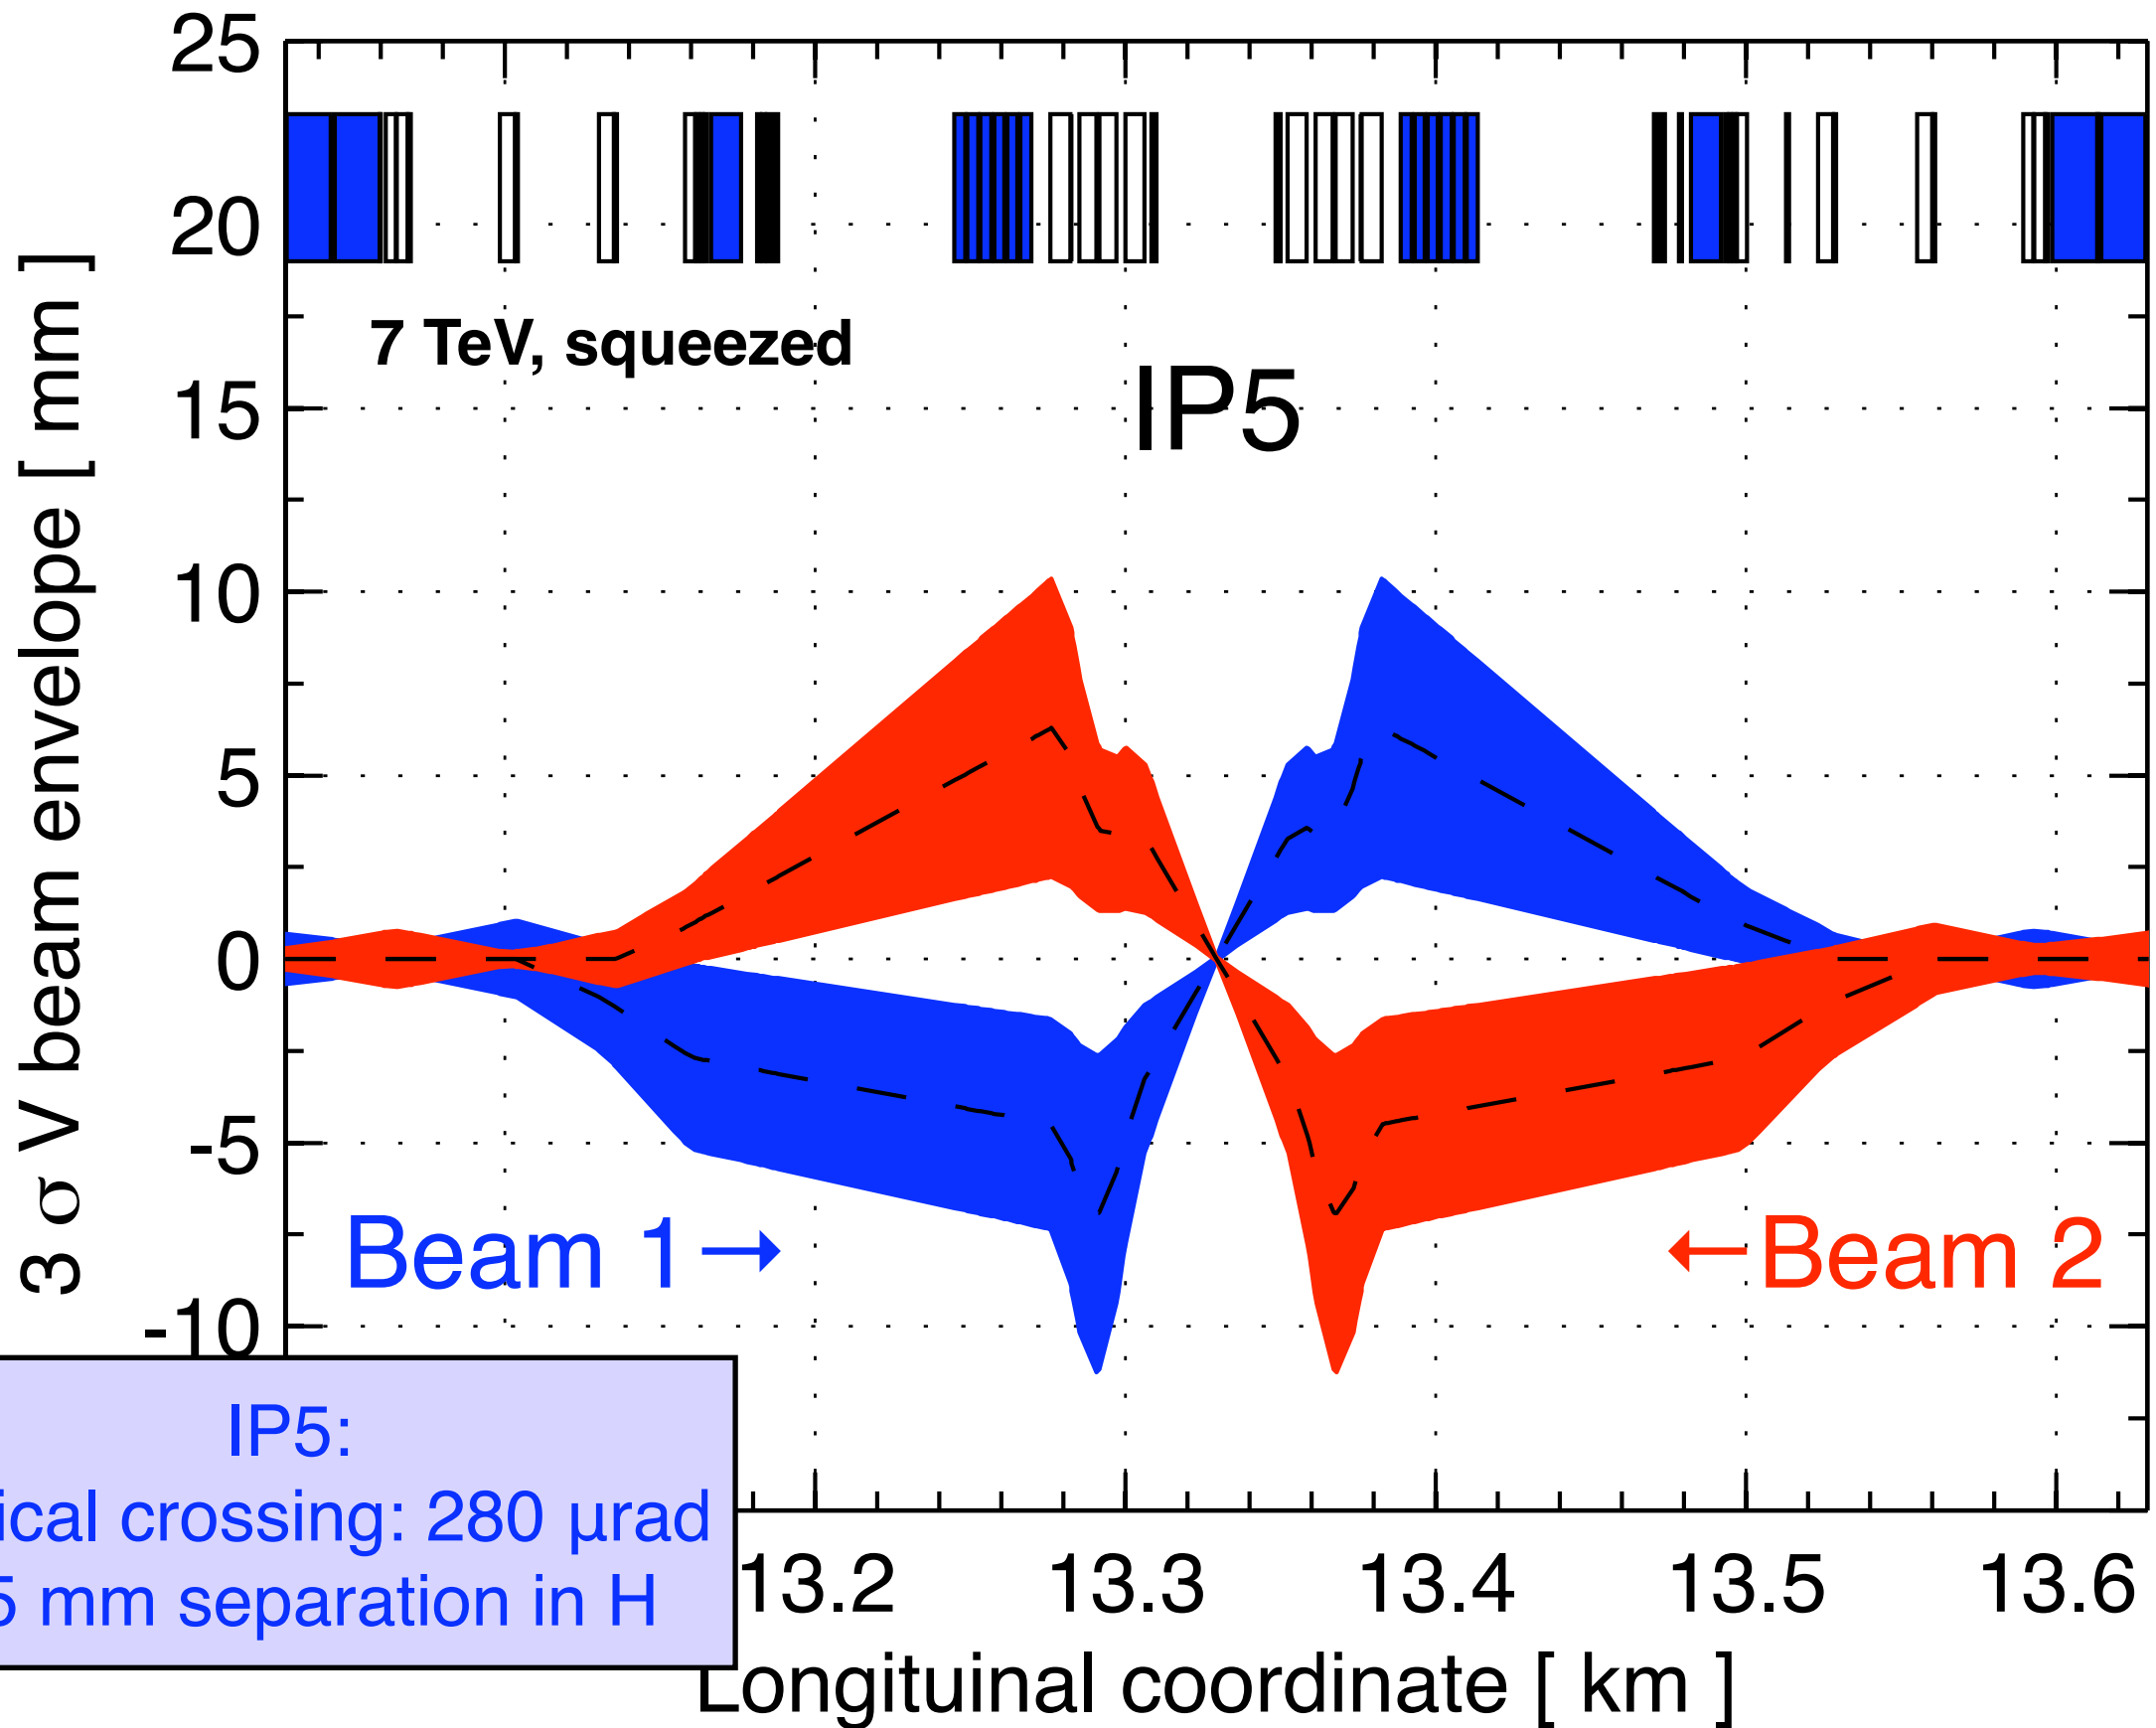 25
20
15
10
5
0
-5
-10
3 σ V beam envelope [ mm ]
7 TeV, squeezed
IP5
Beam 1→
←Beam 2
IP5:
ical crossing: 280 µrad
5 mm separation in H
13.2 13.3 13.4 13.5 13.6
Longituinal coordinate [ km ]